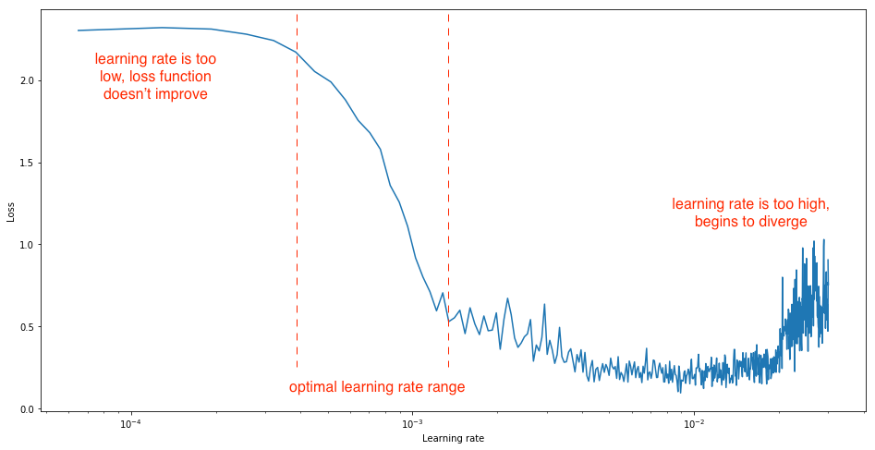 learning rate is too
low, loss function
doesn't improve
learning rate is too high,
begins to diverge
optimal learning rate range
Loss
2.0
1.5
1.0
0.5
0.0
10⁻⁴
10⁻³
10⁻²
Learning rate